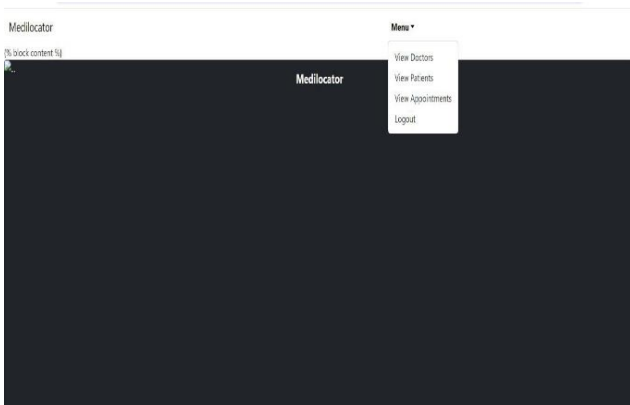 Medilocator
Menu
{% block content %}
Medilocator
View Doctors
View Patients
View Appointments
Logout